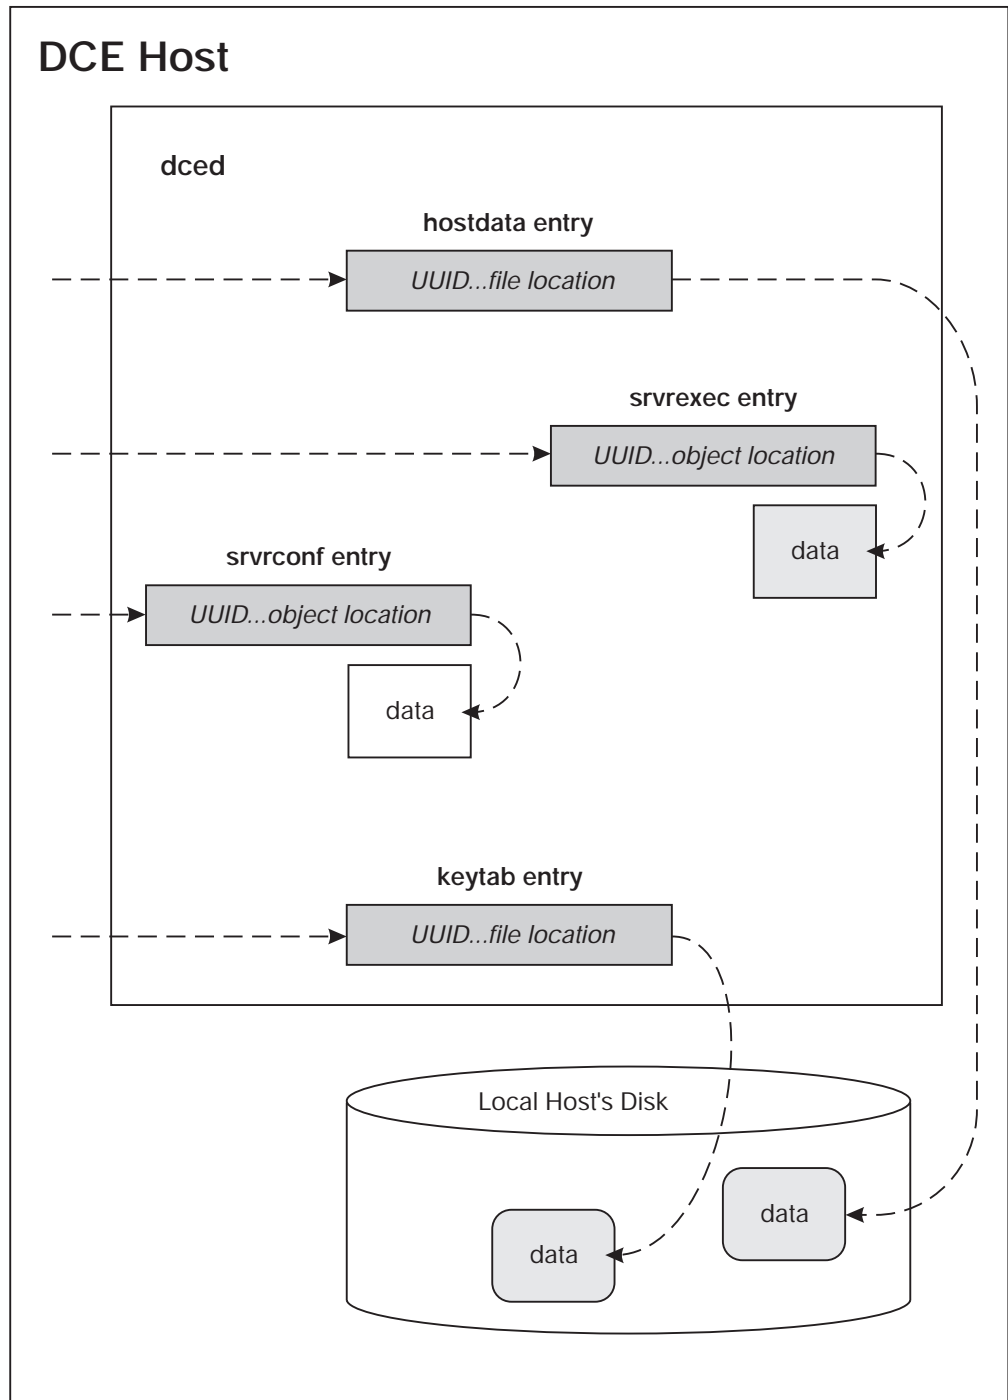 DCE Host
dced
hostdata entry
UUID...file location
srvrexec entry
UUID...object location
data
srvrconf entry
UUID...object location
data
keytab entry
UUID...file location
Local Host's Disk
data
data